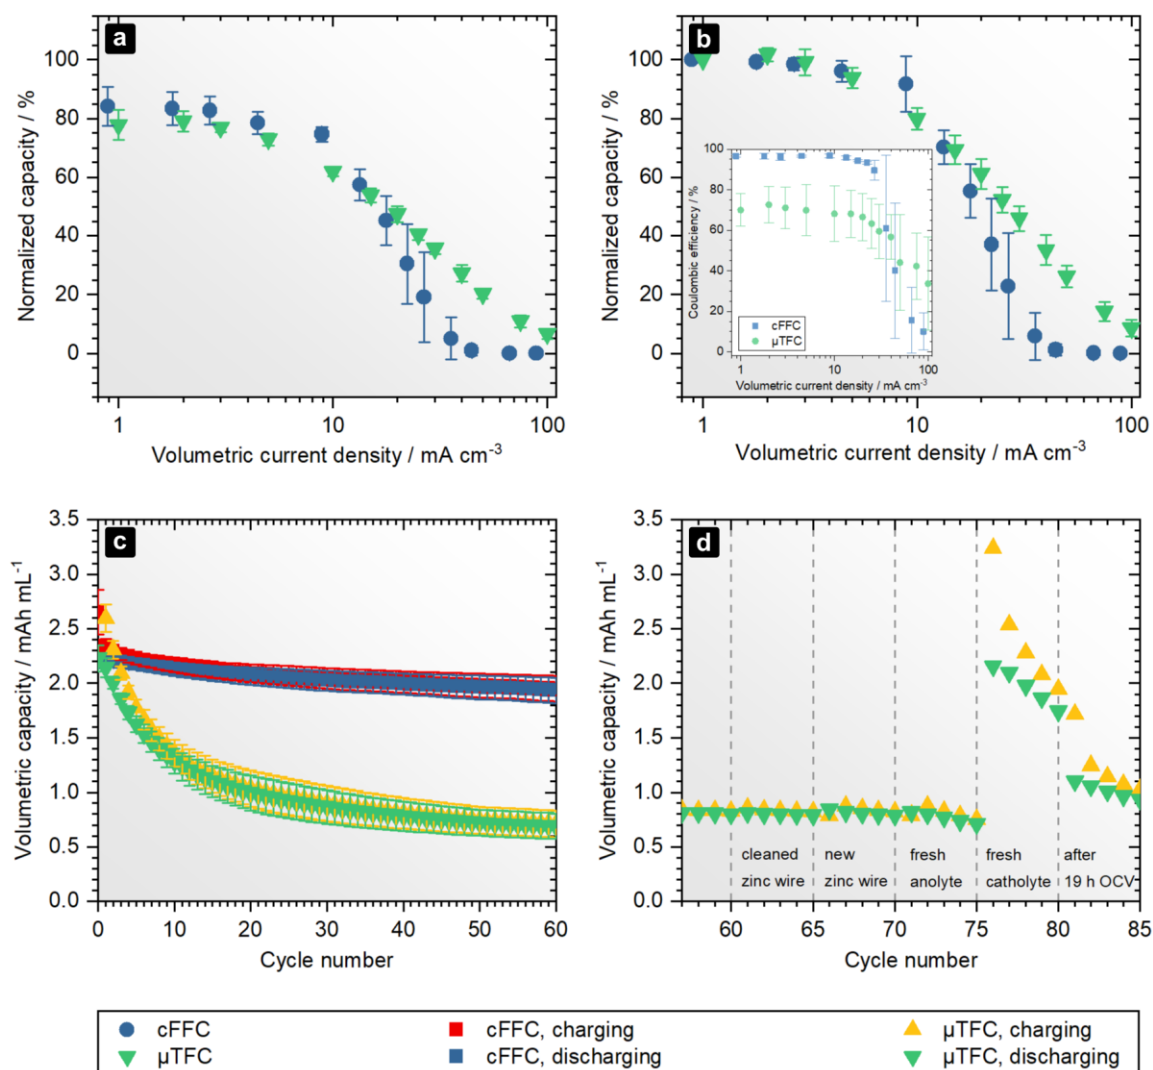 a
100
80
60
40
20
0
Normalized capacity / %
1
10
100
Volumetric current density / mA cm⁻³
b
100
80
60
40
20
0
Normalized capacity / %
100
80
60
40
20
0
Coulombic efficiency / %
cFFC
µTFC
1
10
100
Volumetric current density / mA cm⁻³
1
10
100
Volumetric current density / mA cm⁻³
c
3.5
3.0
2.5
2.0
1.5
1.0
0.5
0.0
Volumetric capacity / mAh mL⁻¹
0
10
20
30
40
50
60
Cycle number
d
3.5
3.0
2.5
2.0
1.5
1.0
0.5
0.0
Volumetric capacity / mAh mL⁻¹
cleaned
zinc wire
new
zinc wire
fresh
anolyte
fresh
catholyte
after
19 h OCV
60
65
70
75
80
85
Cycle number
cFFC
µTFC
cFFC, charging
cFFC, discharging
µTFC, charging
µTFC, discharging